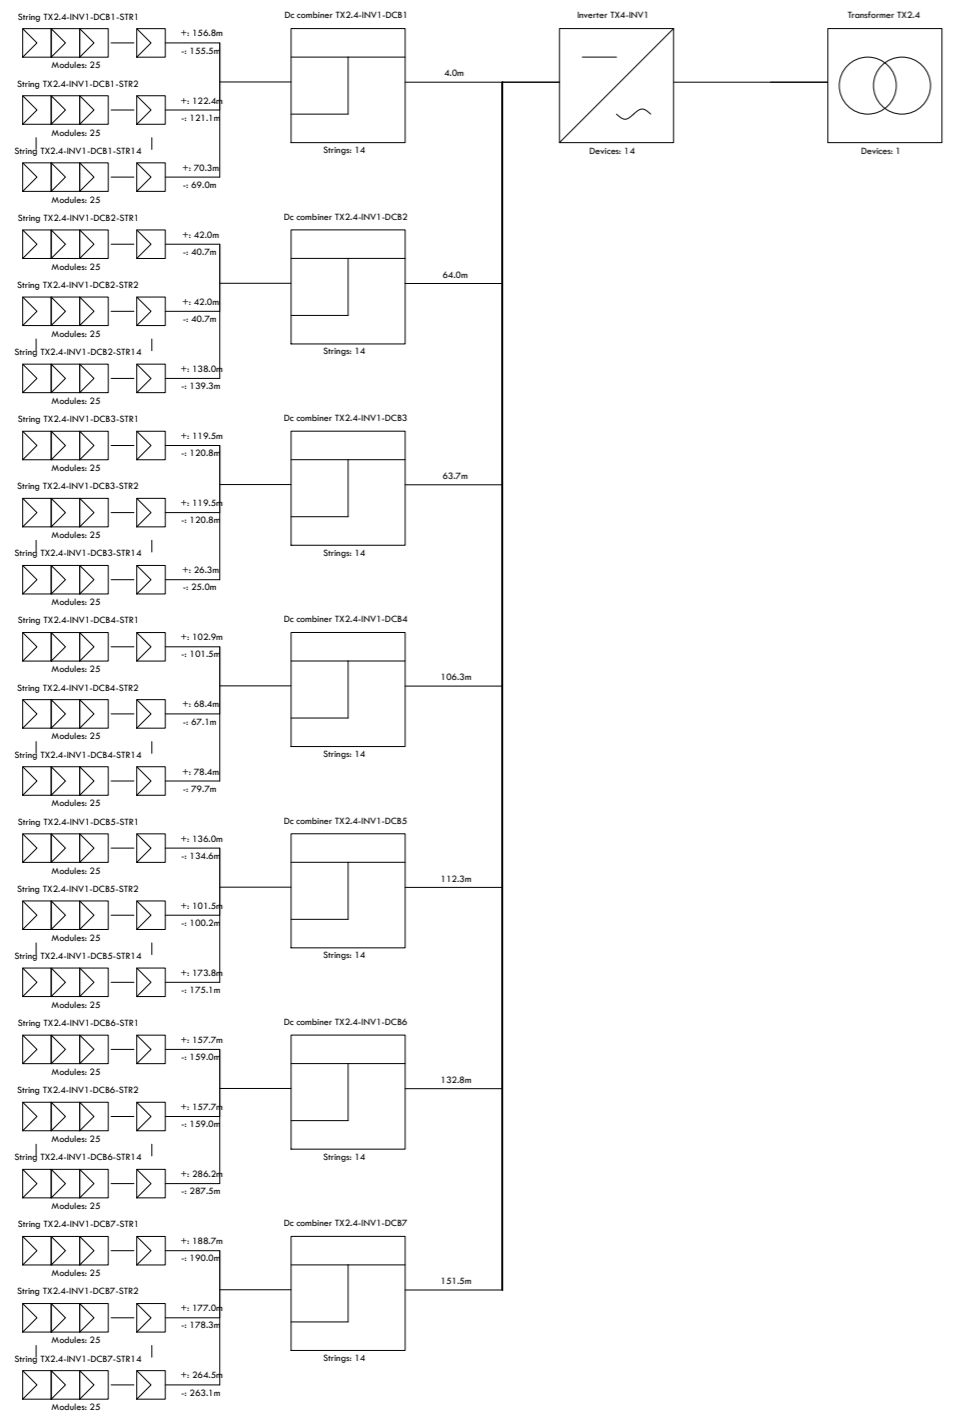 String TX2.4-INV1-DCB1-STR1
Dc combiner TX2.4-INV1-DCB1
Inverter TX4-INV1
Transformer TX2.4
+: 156.8m
-: 155.5m
Modules: 25
4.0m
String TX2.4-INV1-DCB1-STR2
+: 122.4m
-: 121.1m
Modules: 25
String TX2.4-INV1-DCB1-STR14
Strings: 14
Devices: 14
Devices: 1
+: 70.3m
-: 69.0m
Modules: 25
String TX2.4-INV1-DCB2-STR1
Dc combiner TX2.4-INV1-DCB2
+: 42.0m
-: 40.7m
Modules: 25
64.0m
String TX2.4-INV1-DCB2-STR2
+: 42.0m
-: 40.7m
Modules: 25
String TX2.4-INV1-DCB2-STR14
Strings: 14
+: 138.0m
-: 139.3m
Modules: 25
String TX2.4-INV1-DCB3-STR1
Dc combiner TX2.4-INV1-DCB3
+: 119.5m
-: 120.8m
Modules: 25
63.7m
String TX2.4-INV1-DCB3-STR2
+: 119.5m
-: 120.8m
Modules: 25
String TX2.4-INV1-DCB3-STR14
Strings: 14
+: 26.3m
-: 25.0m
Modules: 25
String TX2.4-INV1-DCB4-STR1
Dc combiner TX2.4-INV1-DCB4
+: 102.9m
-: 101.5m
Modules: 25
106.3m
String TX2.4-INV1-DCB4-STR2
+: 68.4m
-: 67.1m
Modules: 25
String TX2.4-INV1-DCB4-STR14
Strings: 14
+: 78.4m
-: 79.7m
Modules: 25
String TX2.4-INV1-DCB5-STR1
Dc combiner TX2.4-INV1-DCB5
+: 136.0m
-: 134.6m
Modules: 25
112.3m
String TX2.4-INV1-DCB5-STR2
+: 101.5m
-: 100.2m
Modules: 25
String TX2.4-INV1-DCB5-STR14
Strings: 14
+: 173.8m
-: 175.1m
Modules: 25
String TX2.4-INV1-DCB6-STR1
Dc combiner TX2.4-INV1-DCB6
+: 157.7m
-: 159.0m
Modules: 25
132.8m
String TX2.4-INV1-DCB6-STR2
+: 157.7m
-: 159.0m
Modules: 25
String TX2.4-INV1-DCB6-STR14
Strings: 14
+: 286.2m
-: 287.5m
Modules: 25
String TX2.4-INV1-DCB7-STR1
Dc combiner TX2.4-INV1-DCB7
+: 188.7m
-: 190.0m
Modules: 25
151.5m
String TX2.4-INV1-DCB7-STR2
+: 177.0m
-: 178.3m
Modules: 25
String TX2.4-INV1-DCB7-STR14
Strings: 14
+: 264.5m
-: 263.1m
Modules: 25